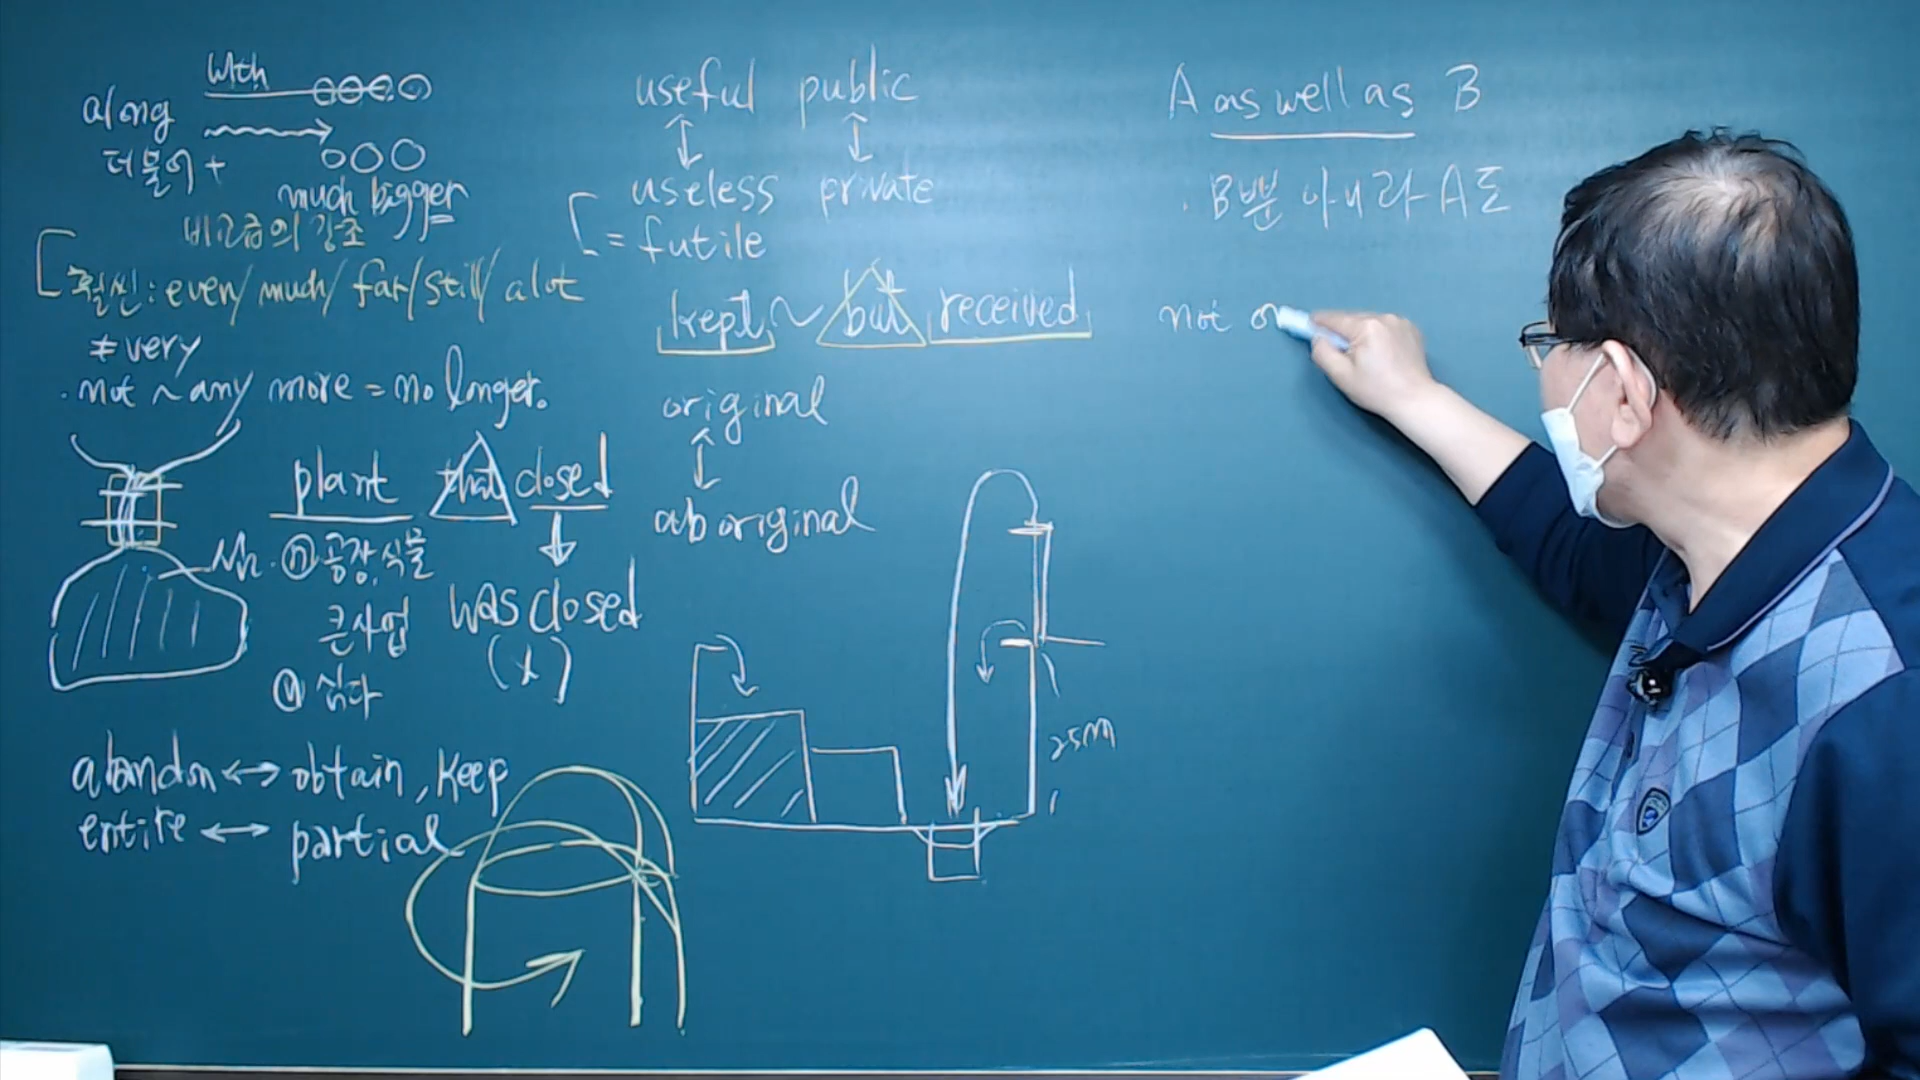 with
along
더불어 +
much bigger
비교급의 강조
훨씬: even/ much/ far/ still/ a lot
≠ very
. not ~ any more = no longer.
plant that closed
ⓝ 공장, 식물
큰사업
ⓥ 심다
was closed
(x)
abandon ↔ obtain, keep
entire ↔ partial
useful public
↕ ↕
useless private
= futile
kept ~ but received
original
↕
aboriginal
25m
A as well as B
. B뿐 아니라 A도
not on